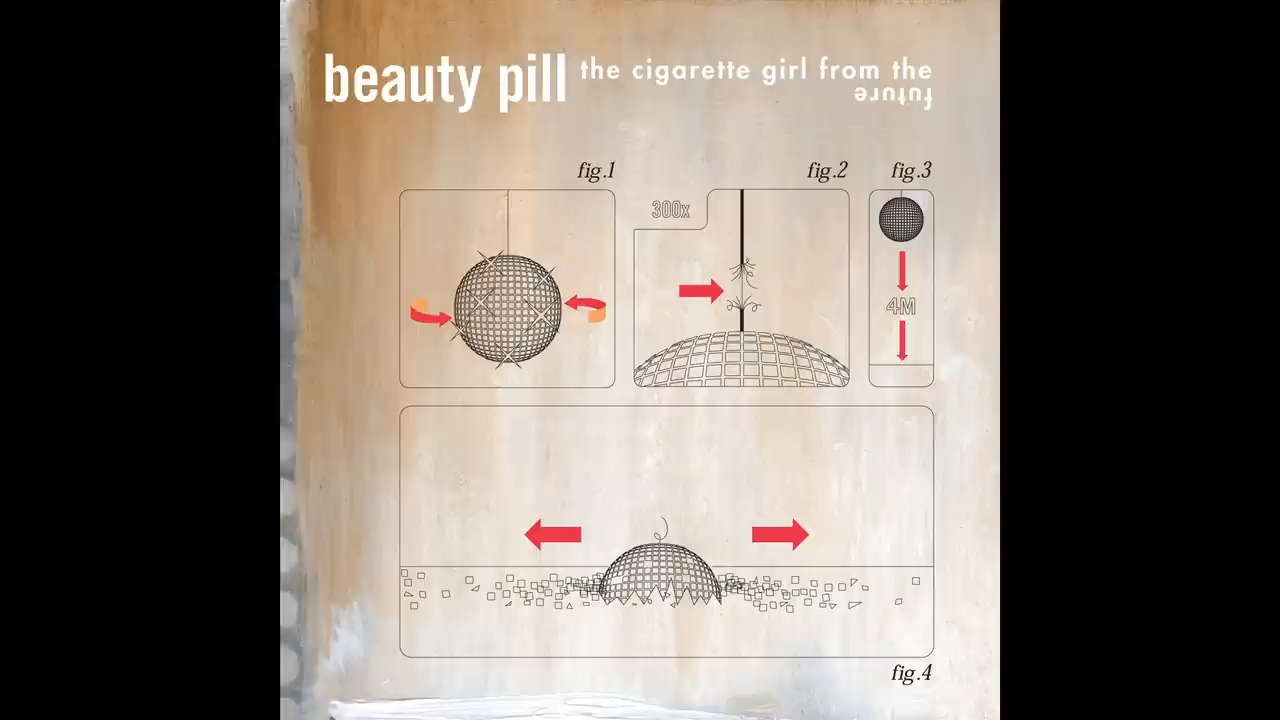 beauty pill the cigarette girl from the
future
fig.1
fig.2
fig.3
300x
4M
fig.4